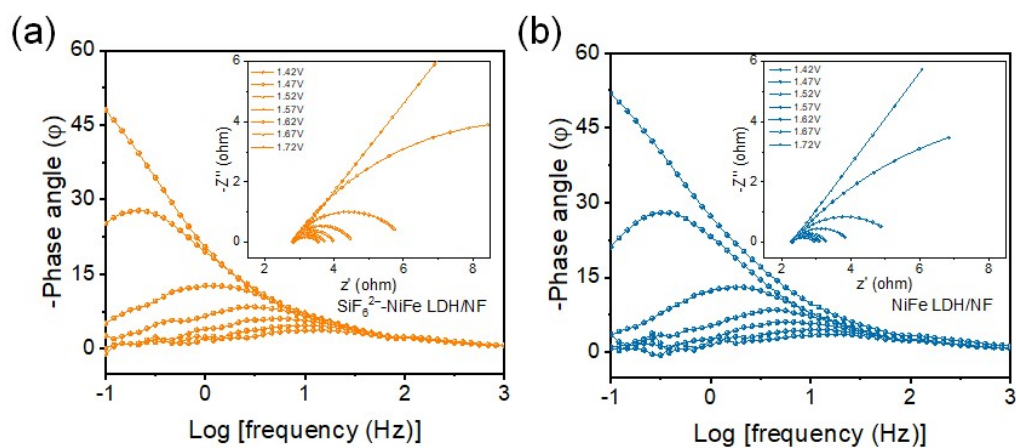 (a)
60
45
30
15
0
-Phase angle (φ)
-1
0
1
2
3
Log [frequency (Hz)]
6
4
2
0
-Z'' (ohm)
2
4
6
8
z' (ohm)
1.42V
1.47V
1.52V
1.57V
1.62V
1.67V
1.72V
SiF₆²⁻-NiFe LDH/NF
(b)
60
45
30
15
0
-Phase angle (φ)
-1
0
1
2
3
Log [frequency (Hz)]
6
4
2
0
-Z'' (ohm)
2
4
6
8
z' (ohm)
1.42V
1.47V
1.52V
1.57V
1.62V
1.67V
1.72V
NiFe LDH/NF